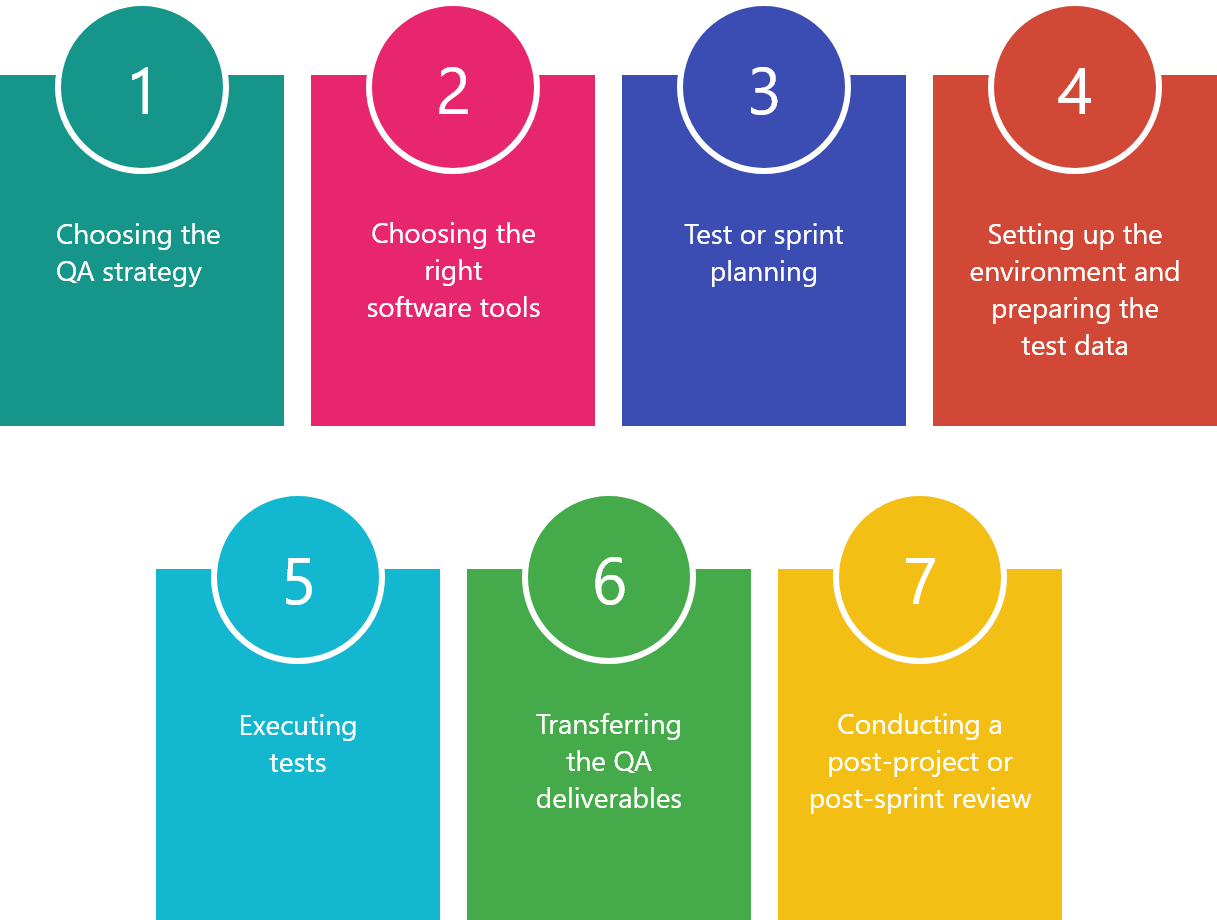 1
Choosing the
QA strategy
2
Choosing the
right
software tools
3
Test or sprint
planning
4
Setting up the
environment and
preparing the
test data
5
Executing
tests
6
Transferring
the QA
deliverables
7
Conducting a
post-project or
post-sprint review